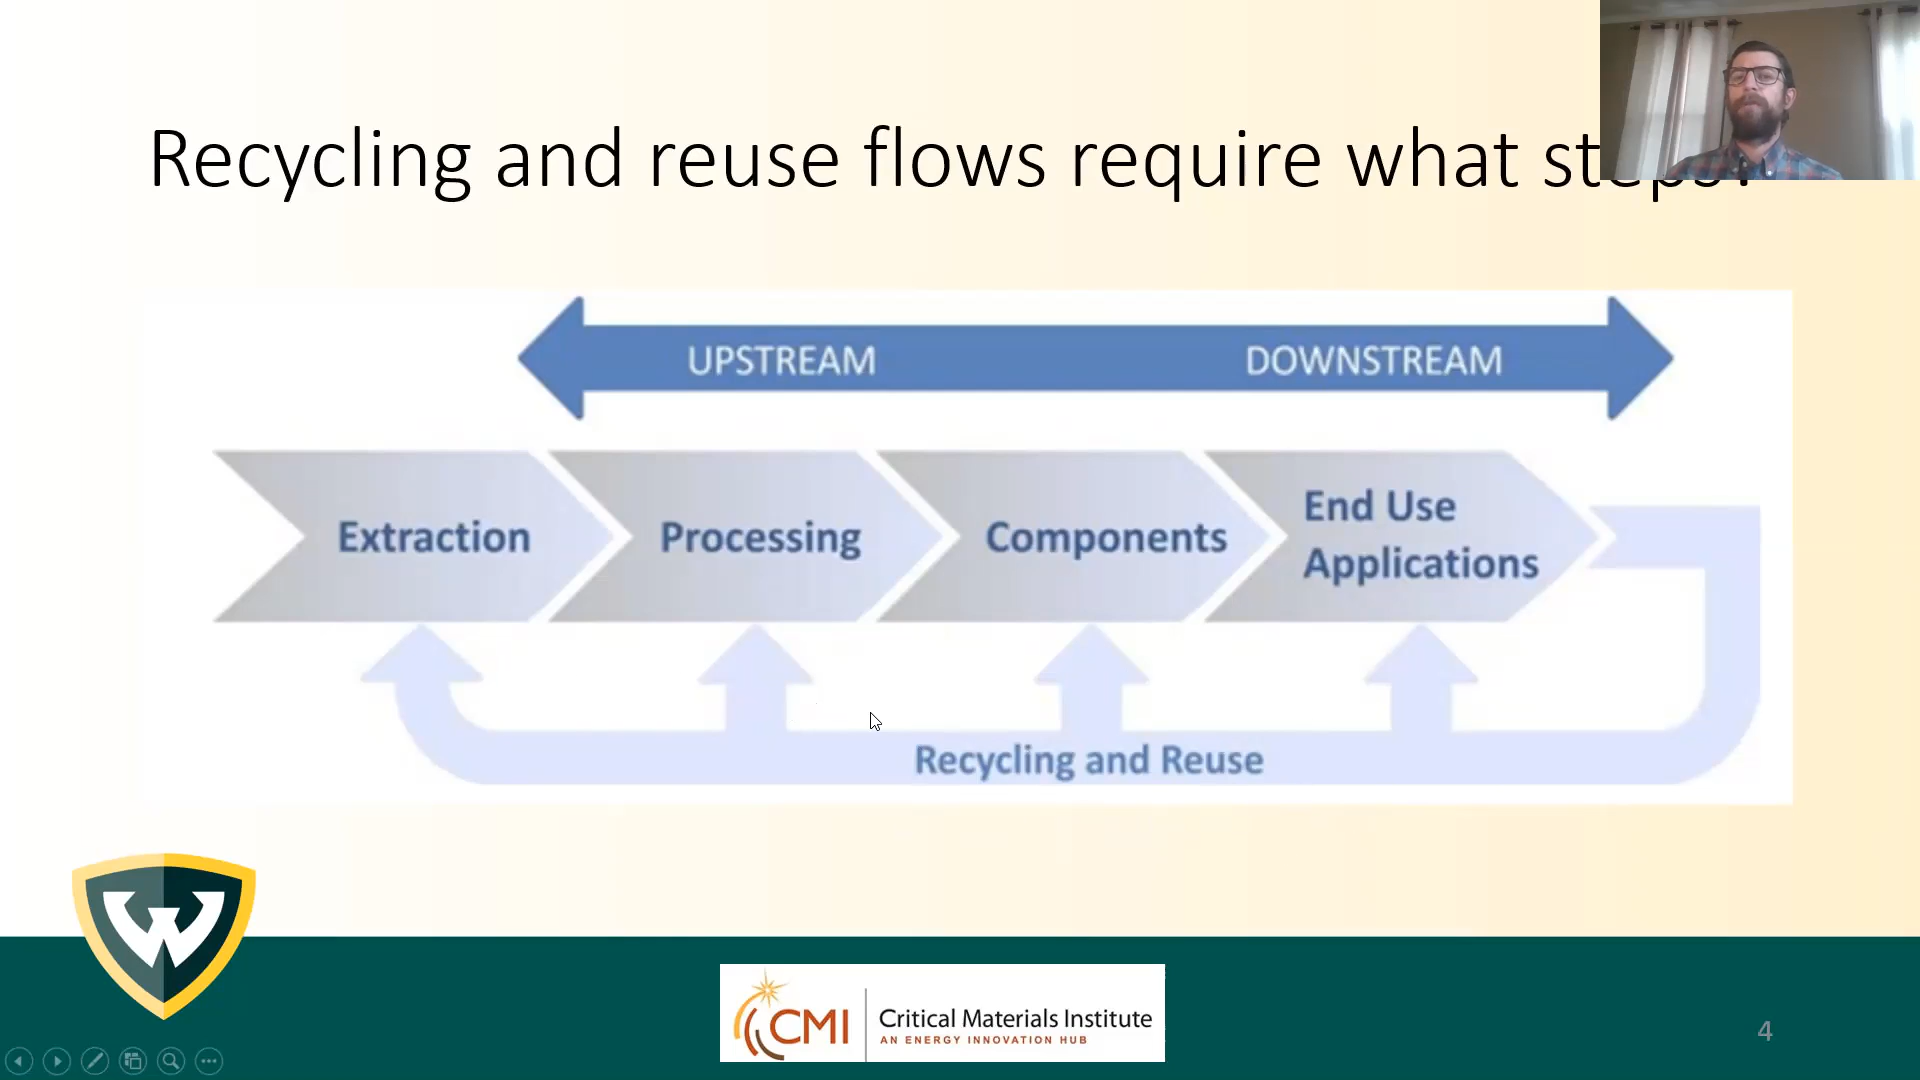 Recycling and reuse flows require what steps?
UPSTREAM
DOWNSTREAM
Extraction
Processing
Components
End Use
Applications
Recycling and Reuse
W
CMI
Critical Materials Institute
AN ENERGY INNOVATION HUB
4